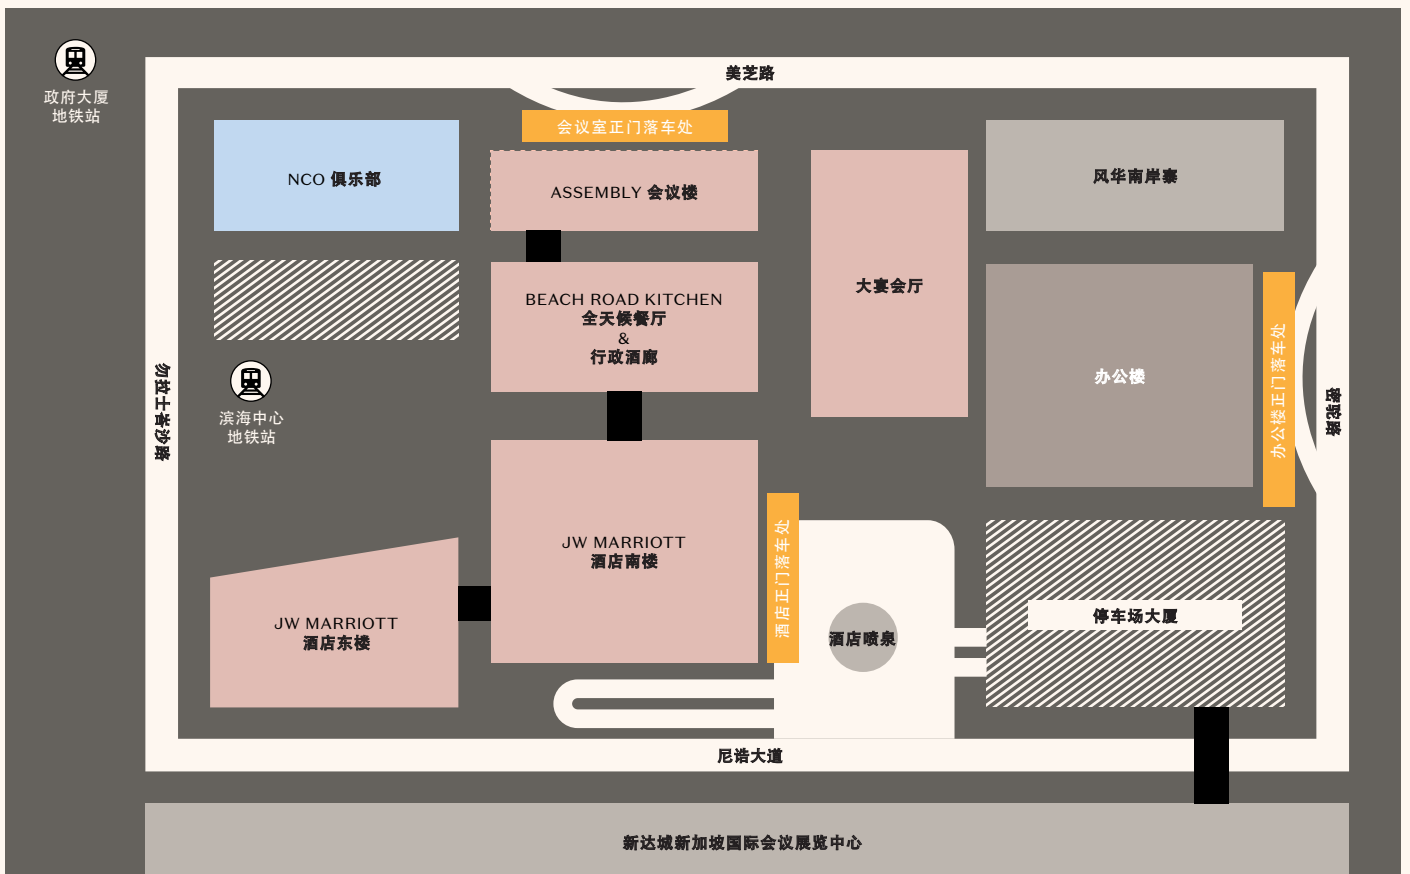 美芝路
政府大厦
地铁站
会议室正门落车处
NCO 俱乐部
ASSEMBLY 会议楼
风华南岸寨
大宴会厅
BEACH ROAD KITCHEN
全天候餐厅
&
行政酒廊
办公楼
办公楼正门落车处
密驼路
勿拉士峇沙路
滨海中心
地铁站
JW MARRIOTT
酒店南楼
酒店正门落车处
JW MARRIOTT
酒店东楼
酒店喷泉
停车场大厦
尼诰大道
新达城新加坡国际会议展览中心